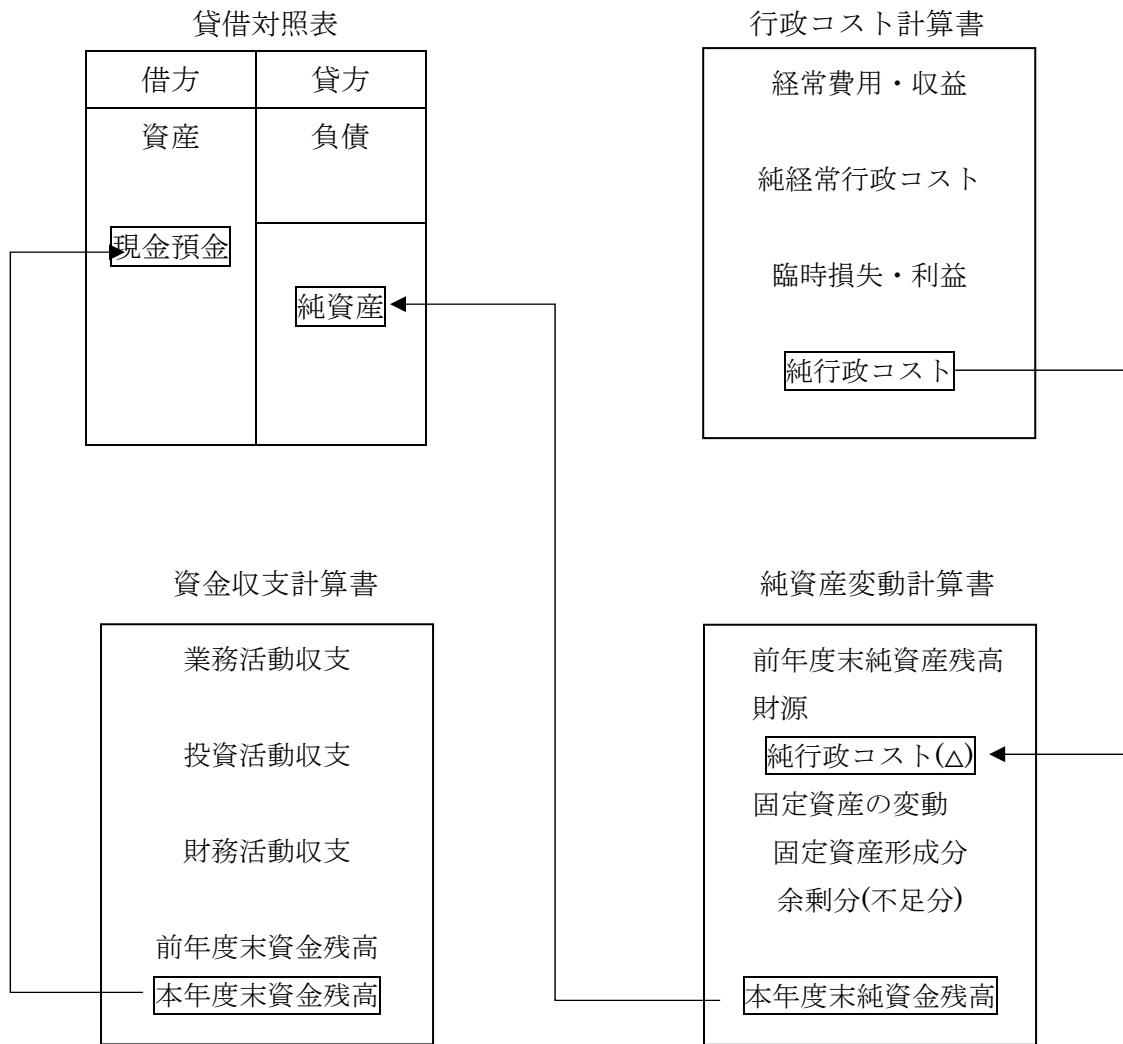 貸借対照表
借方 貸方
資産 負債
現金預金
純資産
行政コスト計算書
経常費用・収益
純経常行政コスト
臨時損失・利益
純行政コスト
資金収支計算書
業務活動収支
投資活動収支
財務活動収支
前年度末資金残高
本年度末資金残高
純資産変動計算書
前年度末純資産残高
財源
純行政コスト(△)
固定資産の変動
固定資産形成分
余剰分(不足分)
本年度末純資金残高